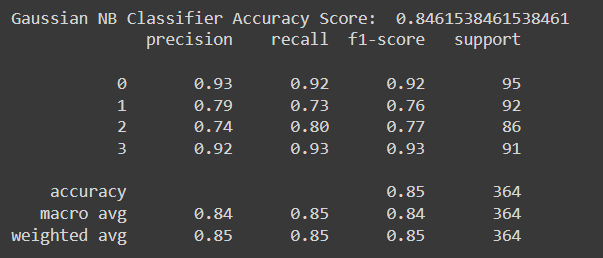 Gaussian NB Classifier Accuracy Score:  0.8461538461538461
precision    recall  f1-score   support
0       0.93      0.92      0.92        95
1       0.79      0.73      0.76        92
2       0.74      0.80      0.77        86
3       0.92      0.93      0.93        91
accuracy                           0.85       364
macro avg       0.84      0.85      0.84       364
weighted avg       0.85      0.85      0.85       364